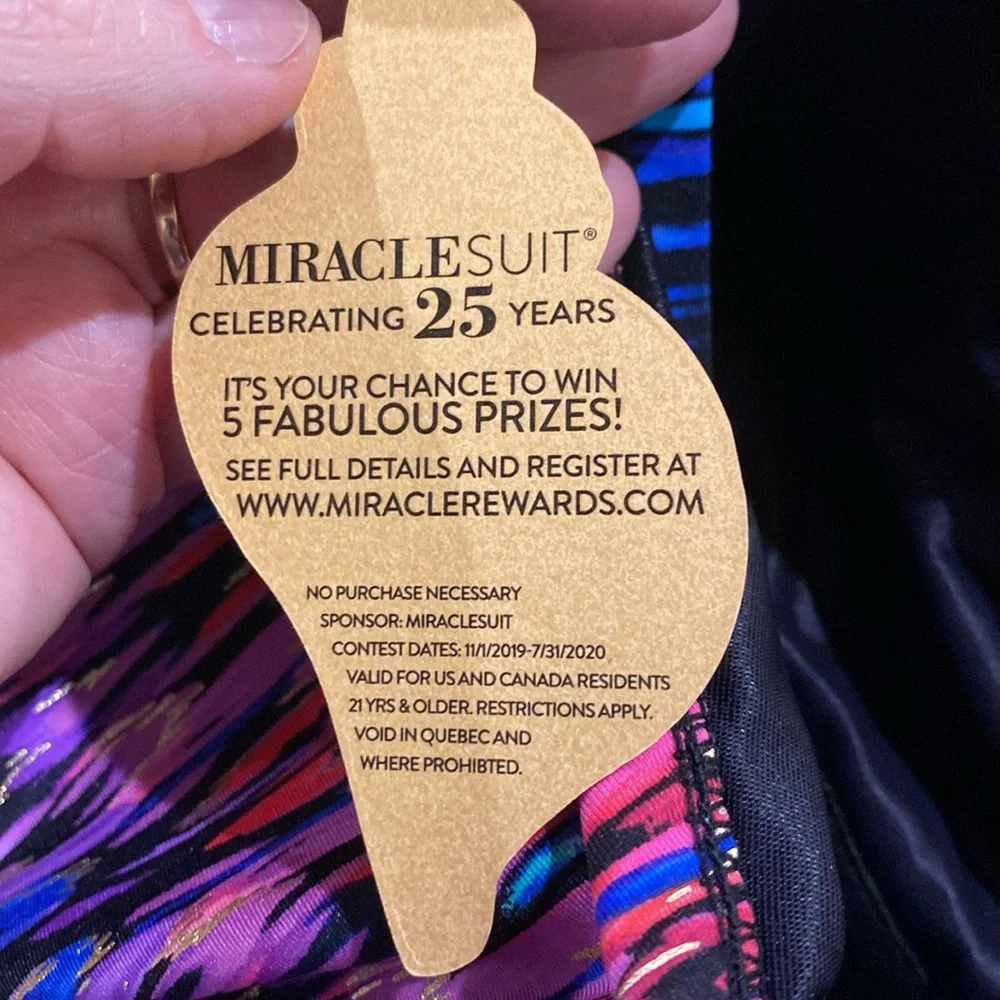 MIRACLESUIT®
CELEBRATING 25 YEARS
IT'S YOUR CHANCE TO WIN
5 FABULOUS PRIZES!
SEE FULL DETAILS AND REGISTER AT
WWW.MIRACLEREWARDS.COM
NO PURCHASE NECESSARY
SPONSOR: MIRACLESUIT
CONTEST DATES: 11/1/2019-7/31/2020
VALID FOR US AND CANADA RESIDENTS
21 YRS & OLDER. RESTRICTIONS APPLY.
VOID IN QUEBEC AND
WHERE PROHIBTED.